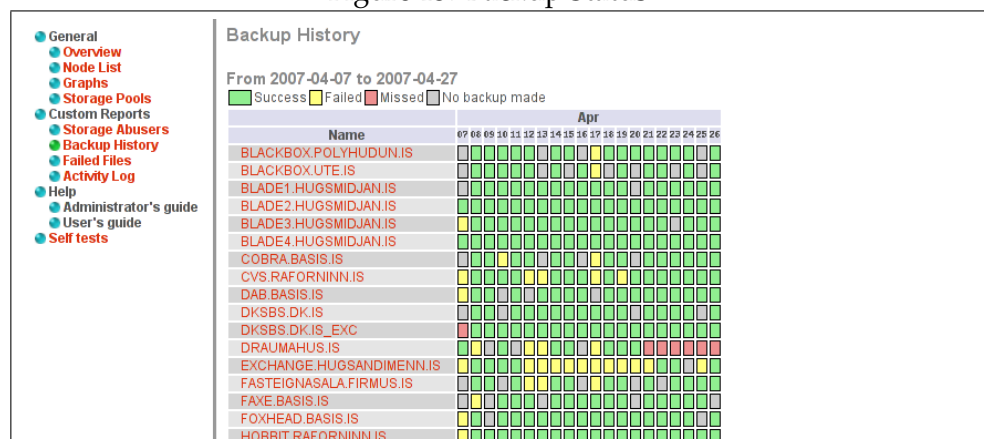 General
Overview
Node List
Graphs
Storage Pools
Custom Reports
Storage Abusers
Backup History
Failed Files
Activity Log
Help
Administrator's guide
User's guide
Self tests
Backup History
From 2007-04-07 to 2007-04-27
Success Failed Missed No backup made
Apr
Name 07 08 09 10 11 12 13 14 15 16 17 18 19 20 21 22 23 24 25 26
BLACKBOX.POLYHUDUN.IS
BLACKBOX.UTE.IS
BLADE1.HUGSMIDJAN.IS
BLADE2.HUGSMIDJAN.IS
BLADE3.HUGSMIDJAN.IS
BLADE4.HUGSMIDJAN.IS
COBRA.BASIS.IS
CVS.RAFORNINN.IS
DAB.BASIS.IS
DKSBS.DK.IS
DKSBS.DK.IS_EXC
DRAUMAHUS.IS
EXCHANGE.HUGSANDIMENN.IS
FASTEIGNASALA.FIRMUS.IS
FAXE.BASIS.IS
FOXHEAD.BASIS.IS
HOBBIT.RAFORNINN.IS